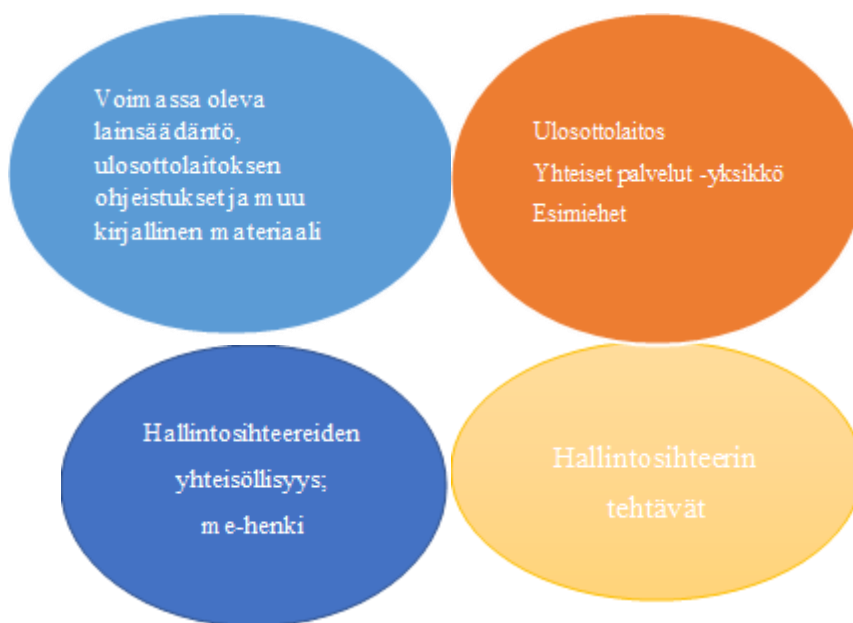 Voimassa oleva
lainsäädäntö,
ulosottolaitoksen
ohjeistukset ja muu
kirjallinen materiaali
Ulosottolaitos
Yhteiset palvelut -yksikkö
Esimiehet
Hallintosihteereiden
yhteisöllisyys;
me-henki
Hallintosihteerin
tehtävät